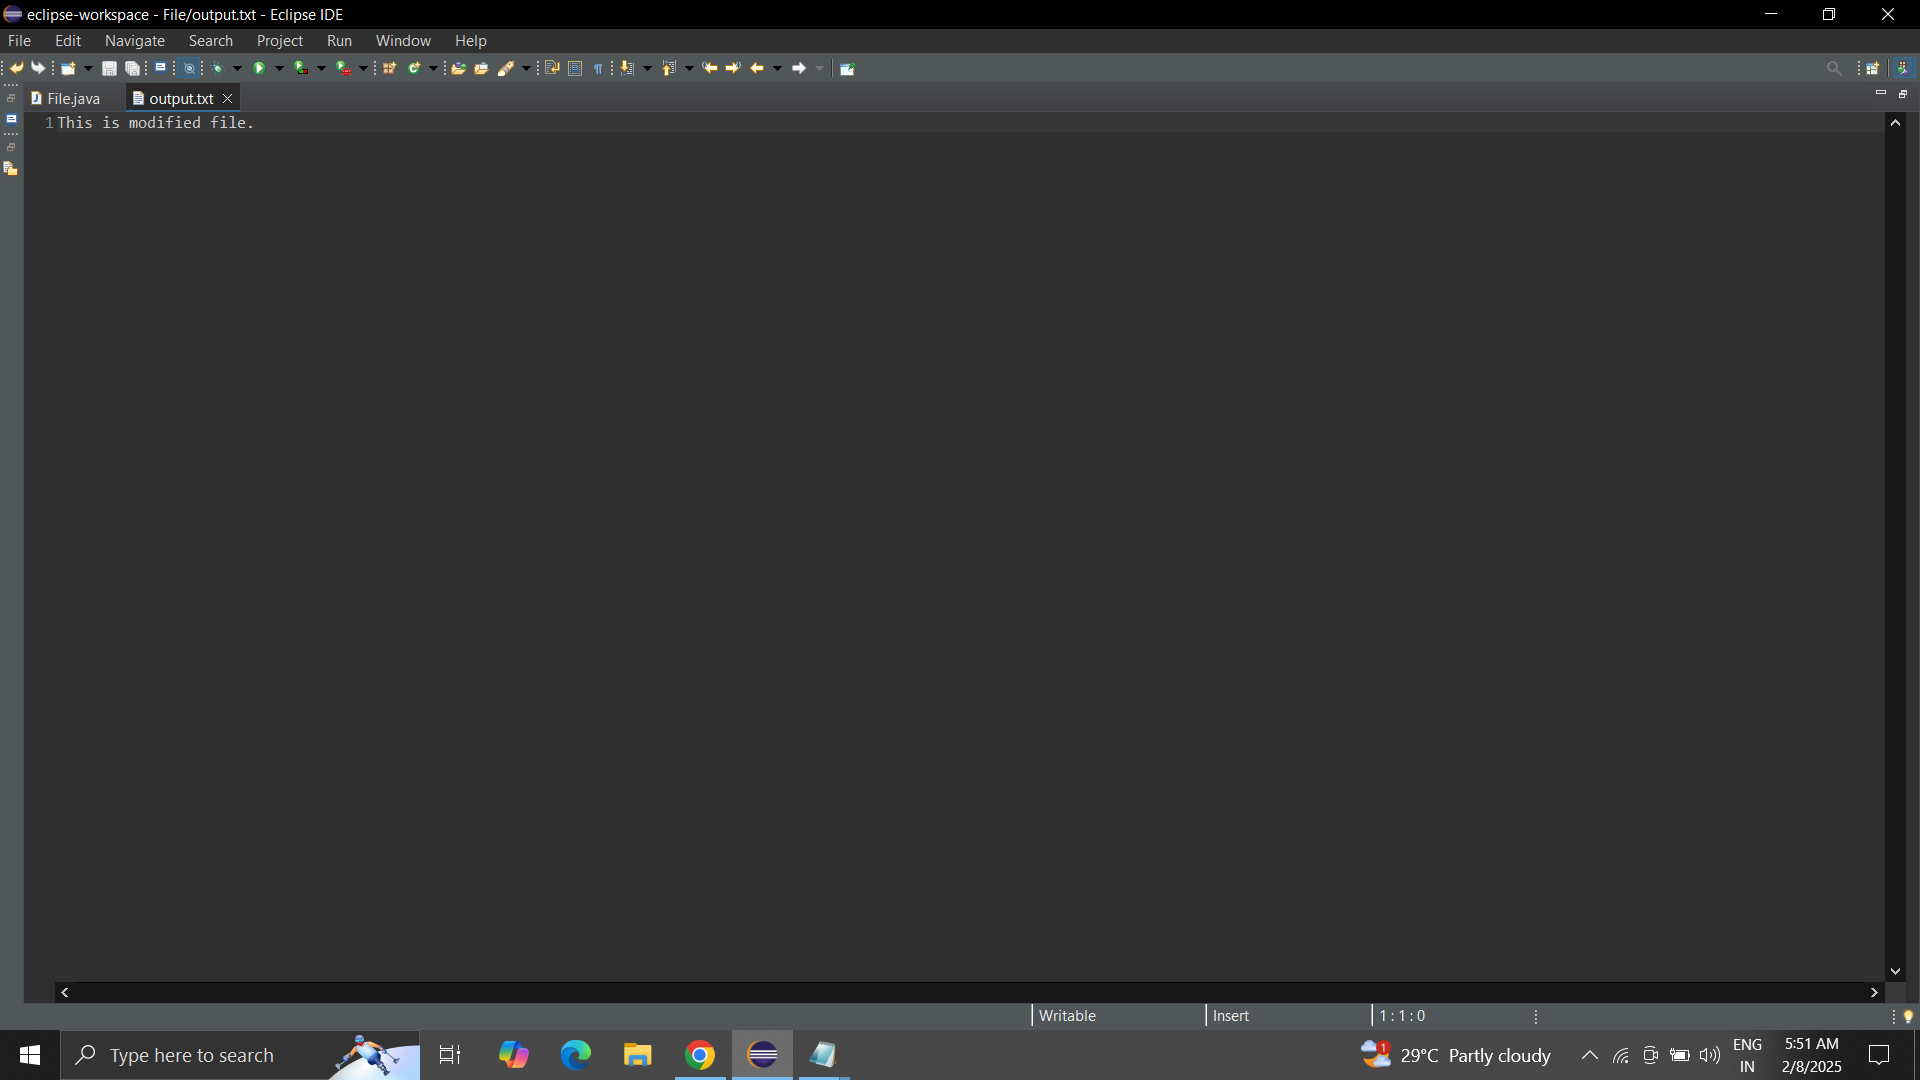 eclipse-workspace - File/output.txt - Eclipse IDE
File Edit Navigate Search Project Run Window Help
File.java output.txt
1 This is modified file.
Writable Insert 1 : 1 : 0
Type here to search
1
29°C Partly cloudy
ENG
IN
5:51 AM
2/8/2025